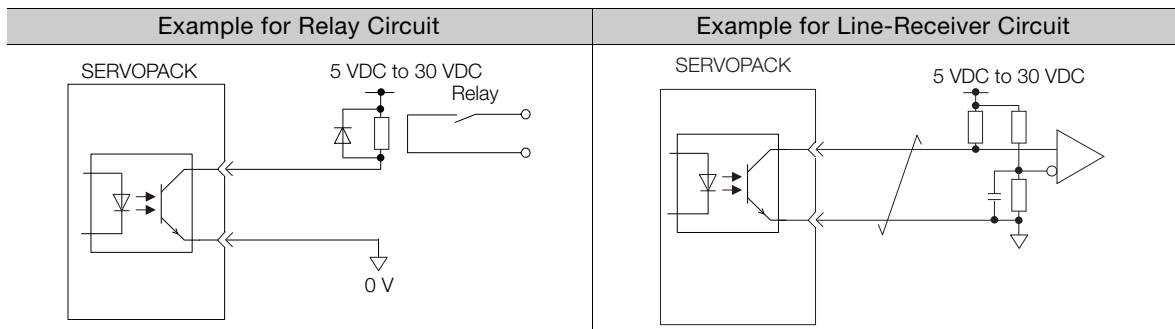 Example for Relay Circuit
Example for Line-Receiver Circuit
SERVOPACK
5 VDC to 30 VDC
Relay
0 V
SERVOPACK
5 VDC to 30 VDC